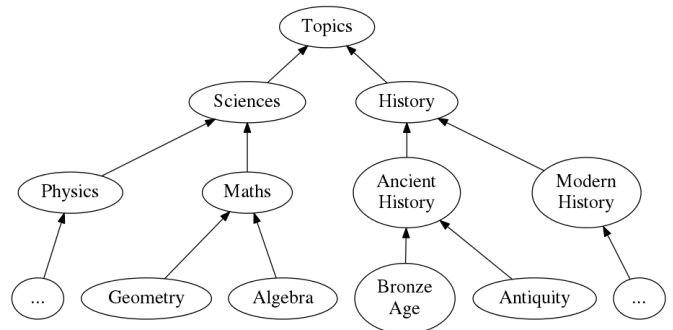 Topics
Sciences
History
Physics
Maths
Ancient
History
Modern
History
...
Geometry
Algebra
Bronze
Age
Antiquity
...